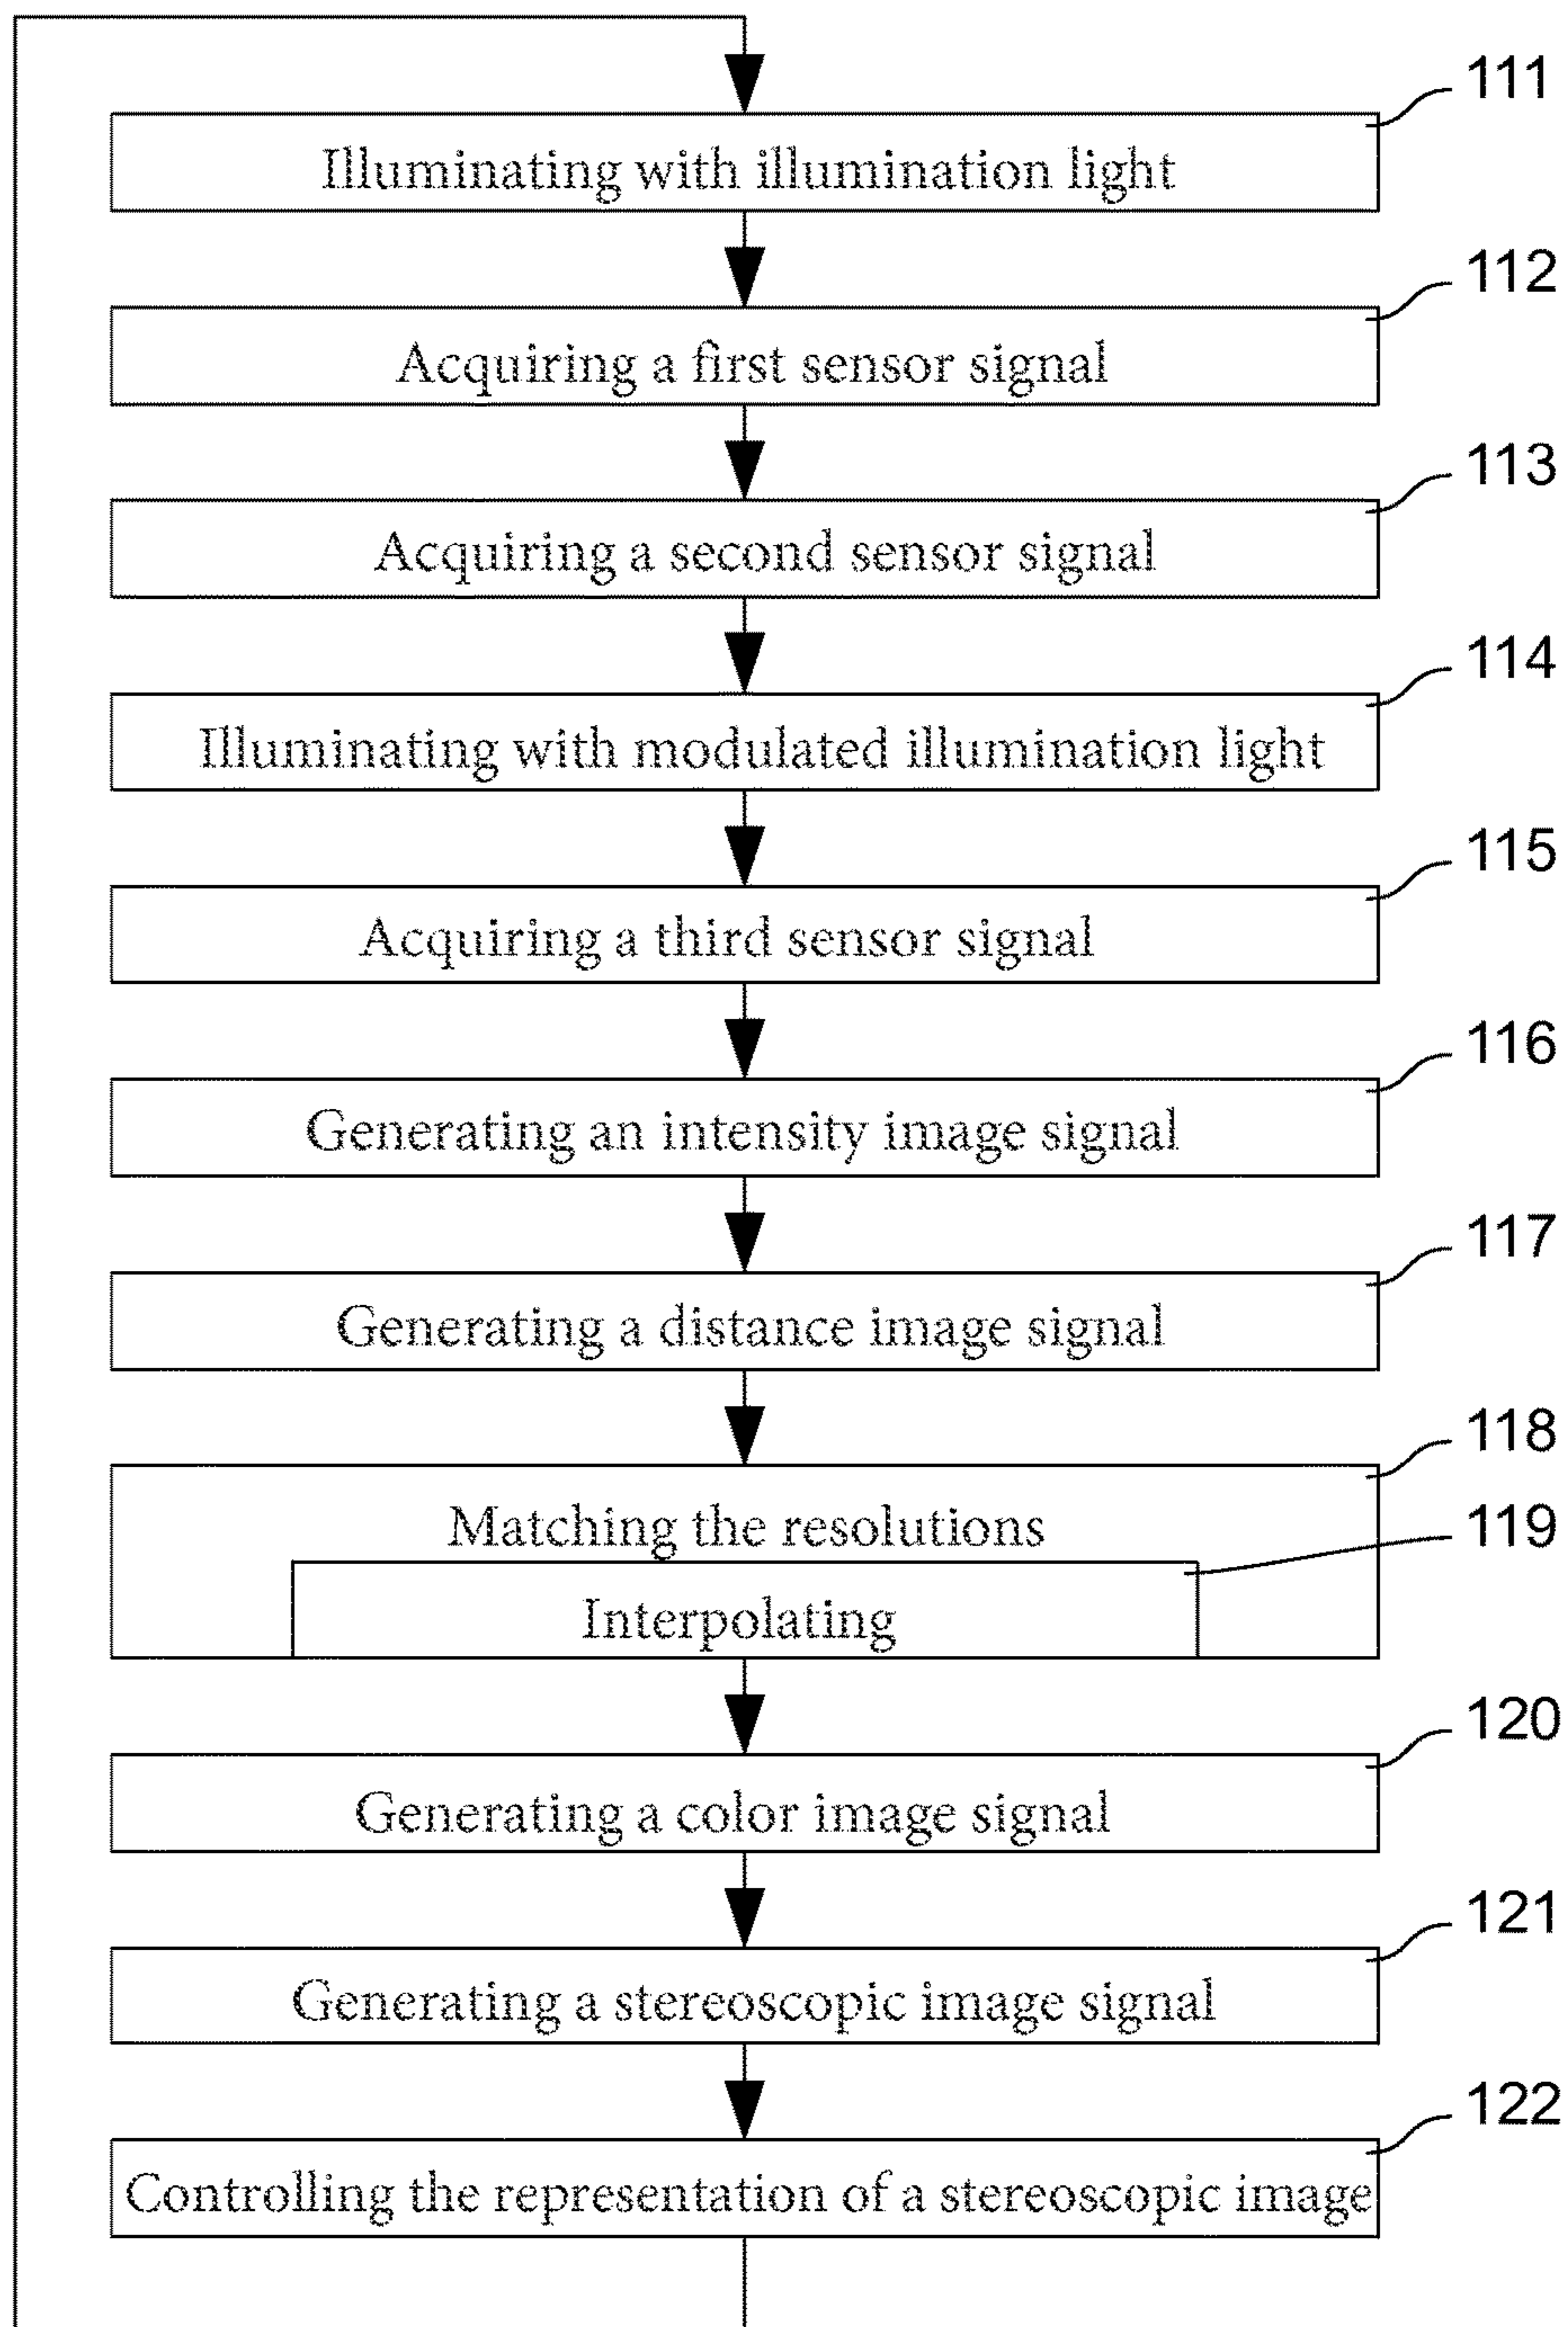 111
Illuminating with illumination light
112
Acquiring a first sensor signal
113
Acquiring a second sensor signal
114
Illuminating with modulated illumination light
115
Acquiring a third sensor signal
116
Generating an intensity image signal
117
Generating a distance image signal
118
Matching the resolutions
119
Interpolating
120
Generating a color image signal
121
Generating a stereoscopic image signal
122
Controlling the representation of a stereoscopic image